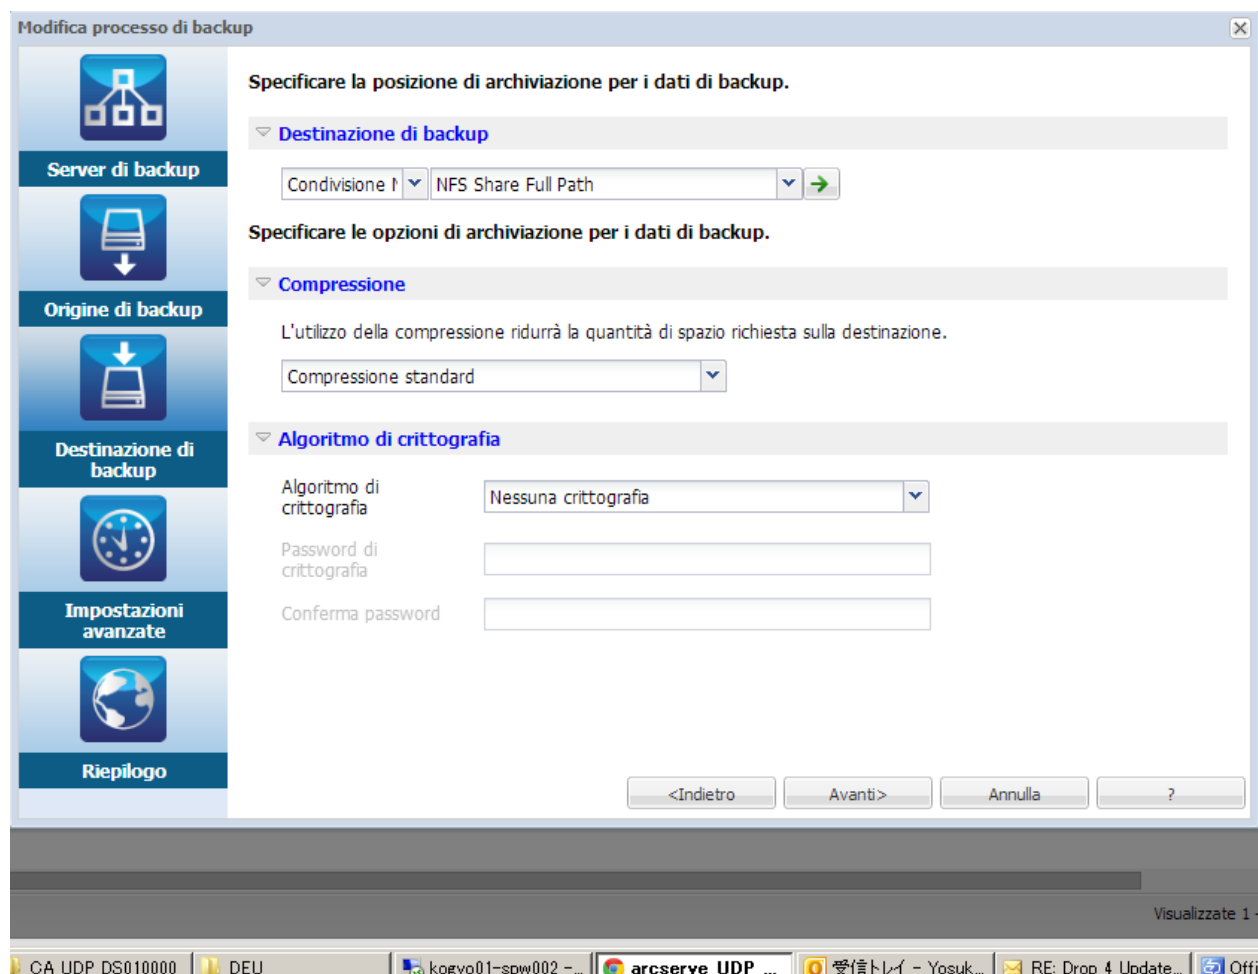 Modifica processo di backup
Server di backup
Origine di backup
Destinazione di
backup
Impostazioni
avanzate
Riepilogo
Specificare la posizione di archiviazione per i dati di backup.
Destinazione di backup
Condivisione N
NFS Share Full Path
Specificare le opzioni di archiviazione per i dati di backup.
Compressione
L'utilizzo della compressione ridurrà la quantità di spazio richiesta sulla destinazione.
Compressione standard
Algoritmo di crittografia
Algoritmo di
crittografia
Nessuna crittografia
Password di
crittografia
Conferma password
<Indietro
Avanti>
Annulla
?
Visualizzate 1 -
CA UDP DS010000
DEU
kogyo01-spw002 -...
arcserve UDP ...
受信トレイ - Yosuk...
RE: Drop 4 Update...